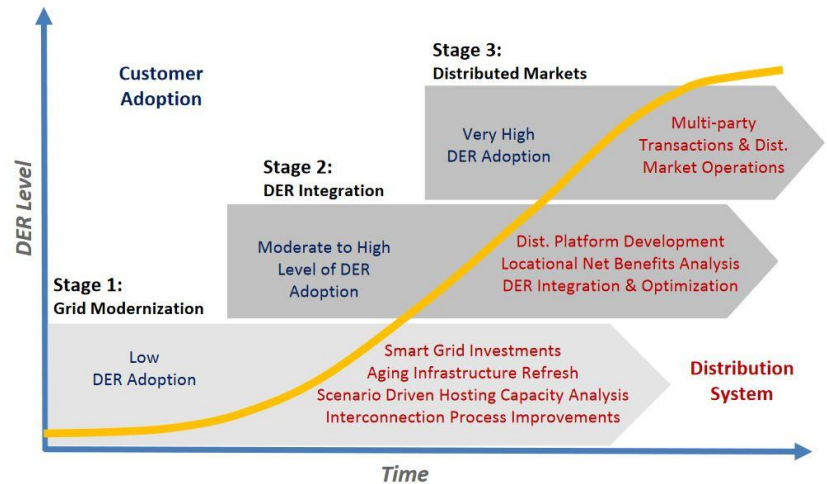 Customer
Adoption
Stage 3:
Distributed Markets
Very High
DER Adoption
Multi-party
Transactions & Dist.
Market Operations
Stage 2:
DER Integration
Moderate to High
Level of DER
Adoption
Dist. Platform Development
Locational Net Benefits Analysis
DER Integration & Optimization
Stage 1:
Grid Modernization
Low
DER Adoption
Smart Grid Investments
Aging Infrastructure Refresh
Scenario Driven Hosting Capacity Analysis
Interconnection Process Improvements
Distribution
System
DER Level
Time